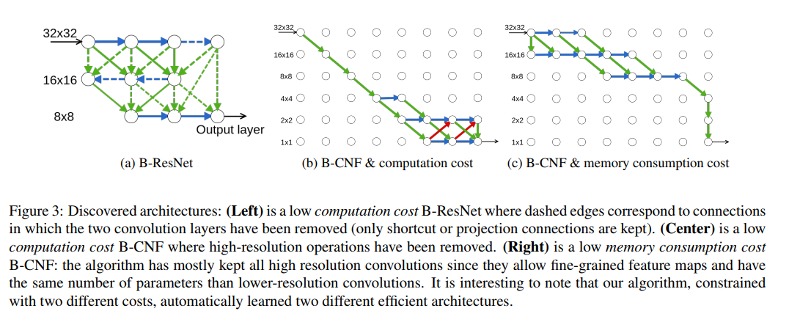 32x32
16x16
8x8
Output layer
(a) B-ResNet
32x32
16x16
8x8
4x4
2x2
1x1
(b) B-CNF & computation cost
32x32
16x16
8x8
4x4
2x2
1x1
(c) B-CNF & memory consumption cost
Figure 3: Discovered architectures: (Left) is a low computation cost B-ResNet where dashed edges correspond to connections
in which the two convolution layers have been removed (only shortcut or projection connections are kept). (Center) is a low
computation cost B-CNF where high-resolution operations have been removed. (Right) is a low memory consumption cost
B-CNF: the algorithm has mostly kept all high resolution convolutions since they allow fine-grained feature maps and have
the same number of parameters than lower-resolution convolutions. It is interesting to note that our algorithm, constrained
with two different costs, automatically learned two different efficient architectures.